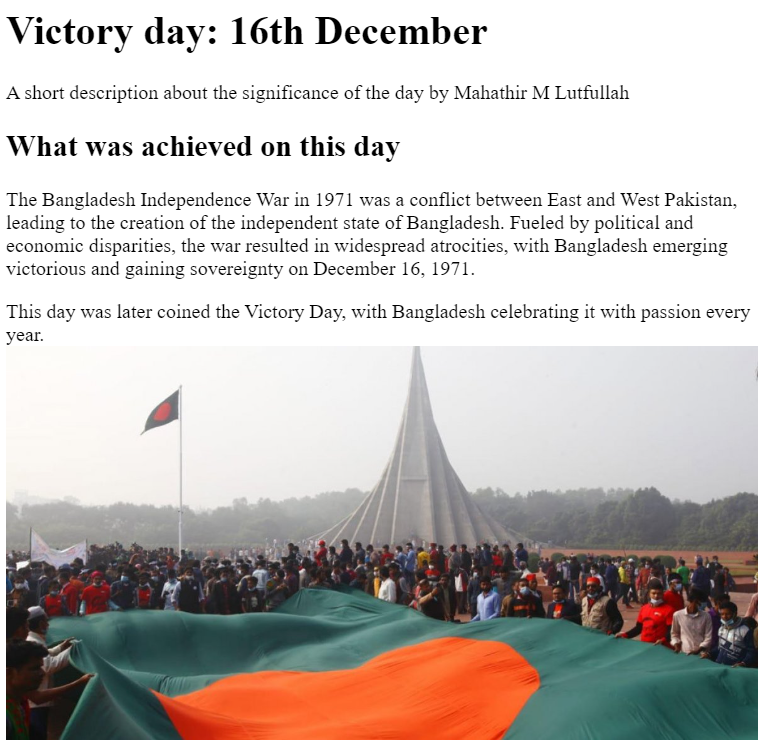 Victory day: 16th December
A short description about the significance of the day by Mahathir M Lutfullah
What was achieved on this day
The Bangladesh Independence War in 1971 was a conflict between East and West Pakistan,
leading to the creation of the independent state of Bangladesh. Fueled by political and
economic disparities, the war resulted in widespread atrocities, with Bangladesh emerging
victorious and gaining sovereignty on December 16, 1971.
This day was later coined the Victory Day, with Bangladesh celebrating it with passion every
year.